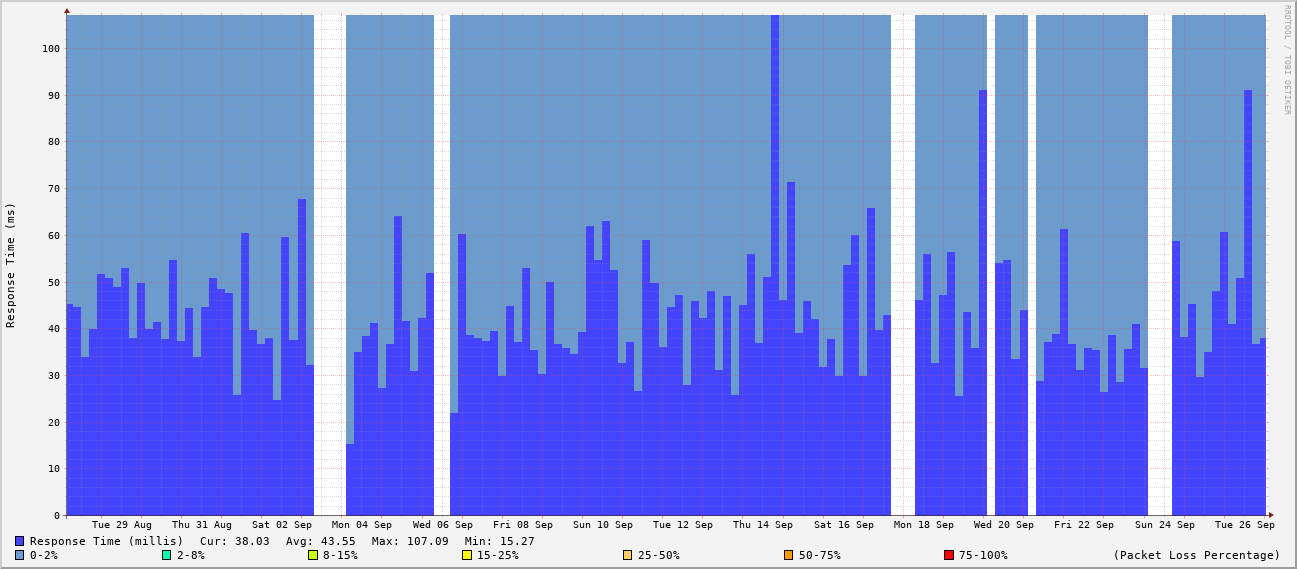 RRDTOOL / TOBI OETIKER
Response Time (ms)
100
90
80
70
60
50
40
30
20
10
0
Tue 29 Aug Thu 31 Aug Sat 02 Sep Mon 04 Sep Wed 06 Sep Fri 08 Sep Sun 10 Sep Tue 12 Sep Thu 14 Sep Sat 16 Sep Mon 18 Sep Wed 20 Sep Fri 22 Sep Sun 24 Sep Tue 26 Sep
Response Time (millis) Cur: 38.03 Avg: 43.55 Max: 107.09 Min: 15.27
0-2% 2-8% 8-15% 15-25% 25-50% 50-75% 75-100% (Packet Loss Percentage)